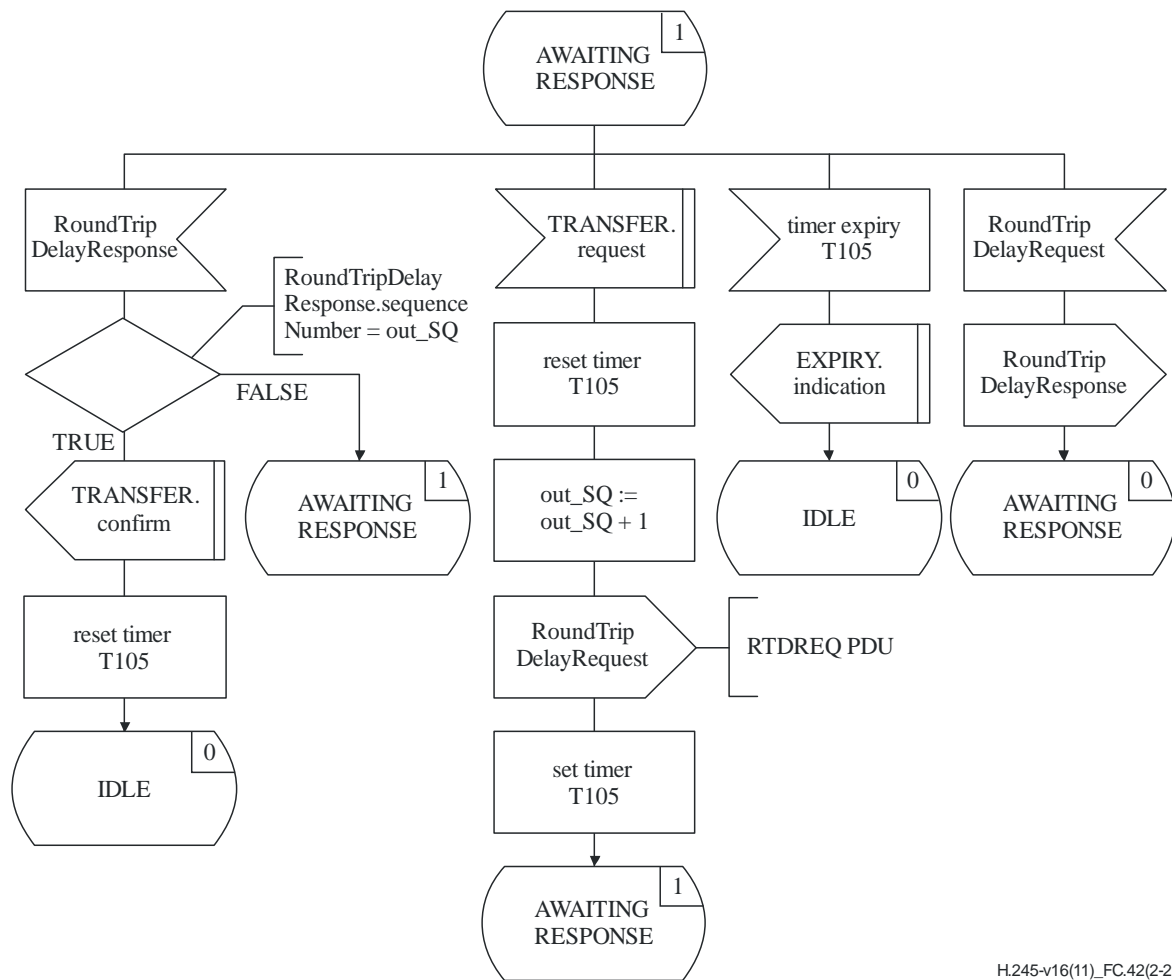 1
AWAITING
RESPONSE
RoundTrip
DelayResponse
RoundTripDelay
Response.sequence
Number = out_SQ
FALSE
TRUE
TRANSFER.
confirm
1
AWAITING
RESPONSE
reset timer
T105
0
IDLE
TRANSFER.
request
reset timer
T105
out_SQ :=
out_SQ + 1
RoundTrip
DelayRequest
RTDREQ PDU
set timer
T105
1
AWAITING
RESPONSE
timer expiry
T105
EXPIRY.
indication
0
IDLE
RoundTrip
DelayRequest
RoundTrip
DelayResponse
0
AWAITING
RESPONSE
H.245-v16(11)_FC.42(2-2